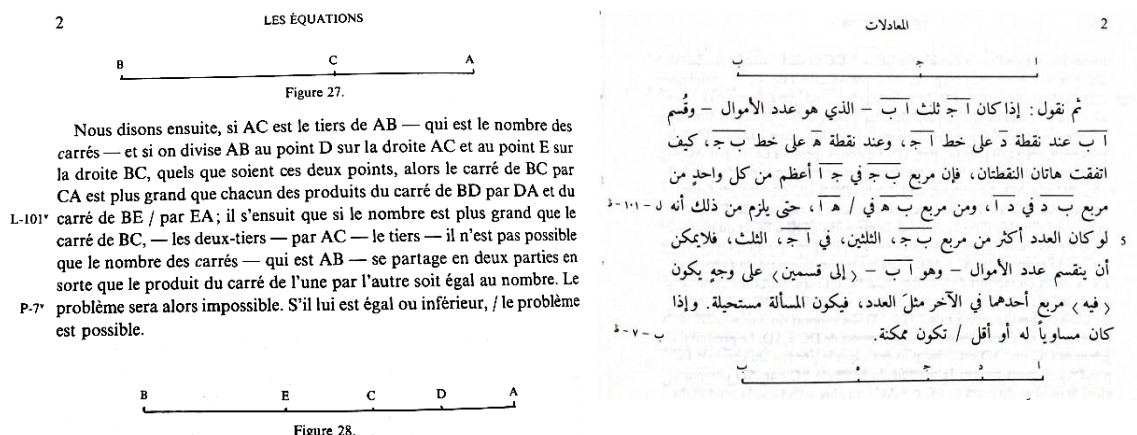 2
LES ÉQUATIONS
B C A
Figure 27.
Nous disons ensuite, si AC est le tiers de AB — qui est le nombre des
carrés — et si on divise AB au point D sur la droite AC et au point E sur
la droite BC, quels que soient ces deux points, alors le carré de BC par
CA est plus grand que chacun des produits du carré de BD par DA et du
L-101ᵛ carré de BE / par EA ; il s'ensuit que si le nombre est plus grand que le
carré de BC, — les deux-tiers — par AC — le tiers — il n'est pas possible
que le nombre des carrés — qui est AB — se partage en deux parties en
sorte que le produit du carré de l'une par l'autre soit égal au nombre. Le
P-7ᵛ problème sera alors impossible. S'il lui est égal ou inférieur, / le problème
est possible.
B E C D A
Figure 28.
المعادلات
2
ا جـ ب
ثم نقول : إذا كان ا جـ ثلث ا ب – الذي هو عدد الأموال – وقُسم
ا ب عند نقطة د على خط ا جـ، وعند نقطة هـ على خط ب جـ، كيف
اتفقت هاتان النقطتان، فإن مربع ب جـ في جـ ا أعظم من كل واحدٍ من
مربع ب د في د ا، ومن مربع ب هـ في / هـ ا، حتى يلزم من ذلك أنه ل – ١٠١ – ظ
لو كان العدد أكثر من مربع ب جـ، الثلثين، في ا جـ، الثلث، فلايمكن 5
أن ينقسم عدد الأموال – وهو ا ب – ⟨ إلى قسمين ⟩ على وجهٍ يكون
⟨ فيه ⟩ مربع أحدهما في الآخر مثلَ العدد، فيكون المسألة مستحيلة. وإذا
كان مساوياً له أو أقل / تكون ممكنة. ب – ٧ – ظ
ا د جـ ب